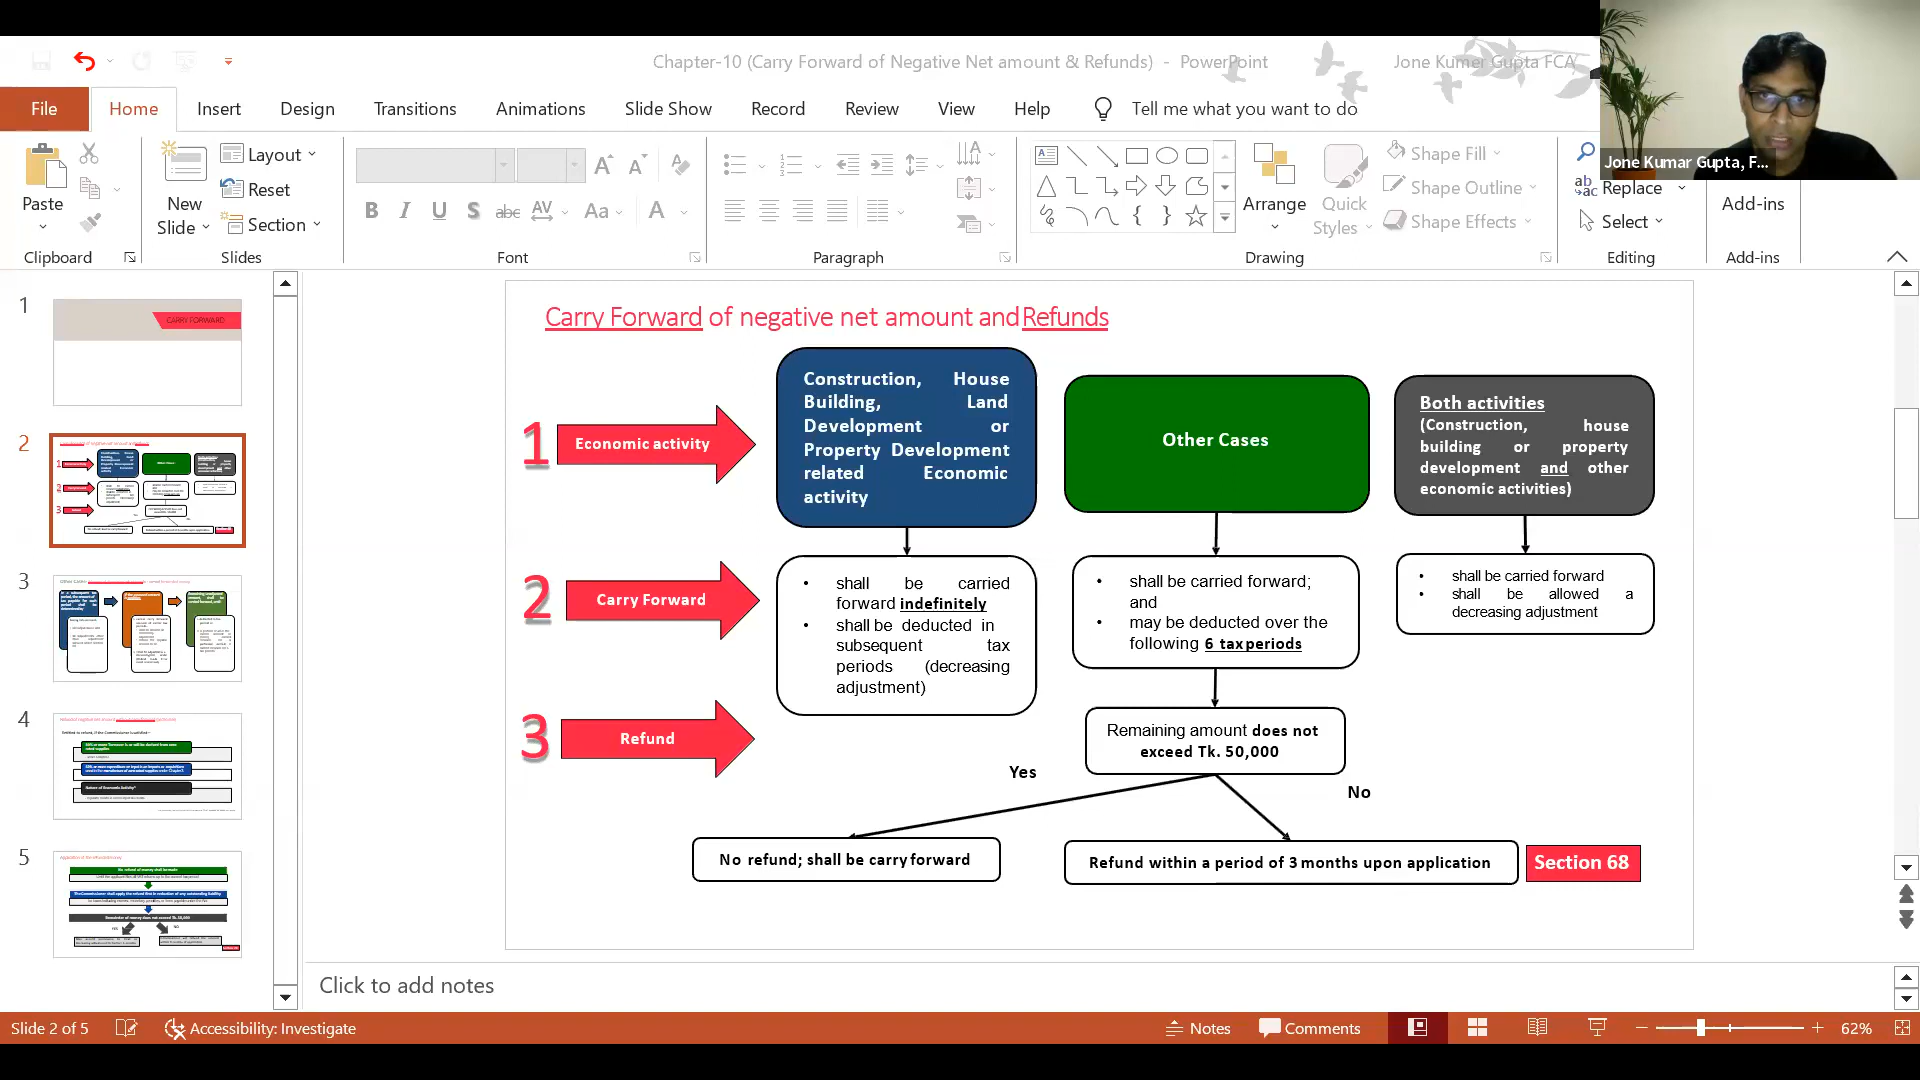 Chapter-10 (Carry Forward of Negative Net amount & Refunds) - PowerPoint
Jone Kumer Gupta FCA
File Home Insert Design Transitions Animations Slide Show Record Review View Help Tell me what you want to do
Paste
Clipboard
New Slide
Layout
Reset
Section
Slides
B I U S abc AV Aa A
Font
Paragraph
Arrange
Quick Styles
Shape Fill
Shape Outline
Shape Effects
Drawing
Replace
Select
Editing
Add-ins
Add-ins
Jone Kumar Gupta, F...
1
CARRY FORWARD
2
3
4
5
Carry Forward of negative net amount and Refunds
1
Economic activity
Construction, House
Building, Land
Development or
Property Development
related Economic
activity
Other Cases
Both activities
(Construction, house
building or property
development and other
economic activities)
2
Carry Forward
• shall be carried
forward indefinitely
• shall be deducted in
subsequent tax
periods (decreasing
adjustment)
• shall be carried forward;
and
• may be deducted over the
following 6 tax periods
• shall be carried forward
• shall be allowed a
decreasing adjustment
3
Refund
Remaining amount does not
exceed Tk. 50,000
Yes
No
No refund; shall be carry forward
Refund within a period of 3 months upon application
Section 68
Click to add notes
Slide 2 of 5
Accessibility: Investigate
Notes
Comments
62%